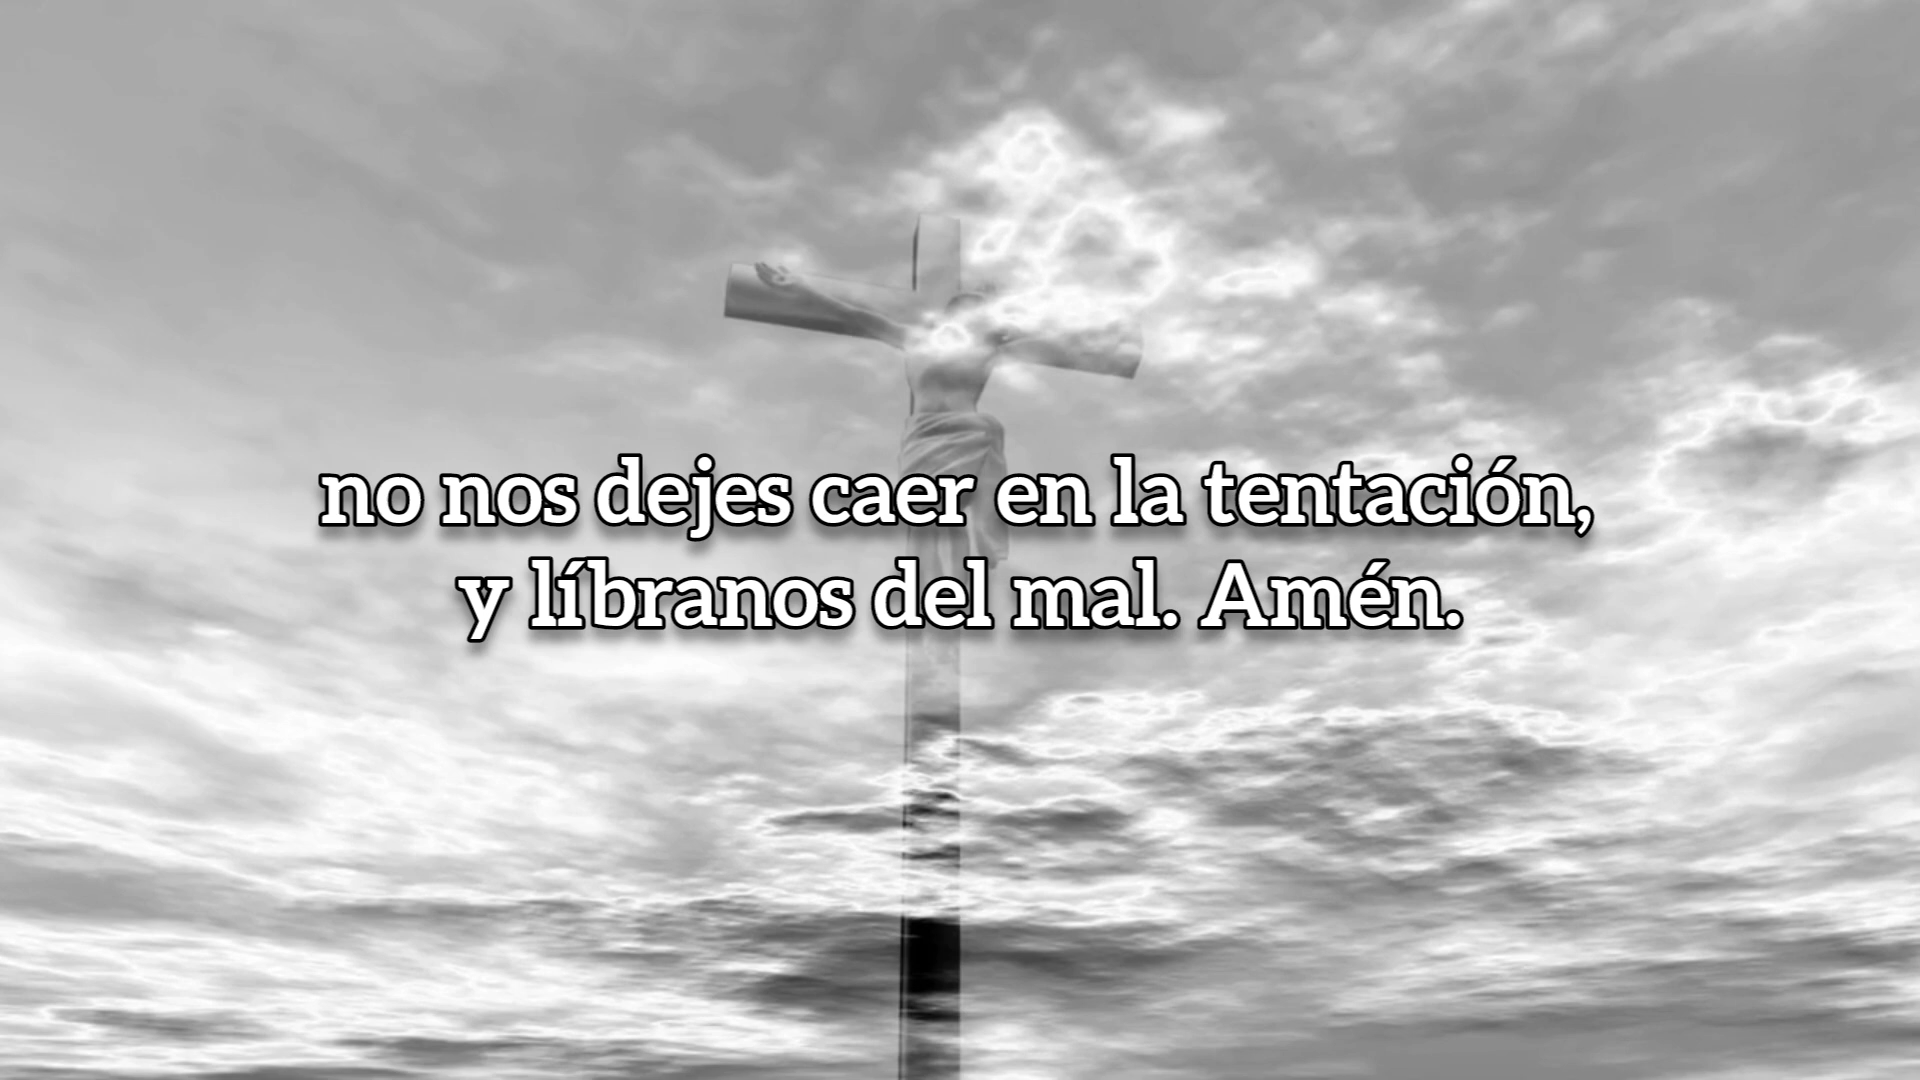 no nos dejes caer en la tentación,
y líbranos del mal. Amén.